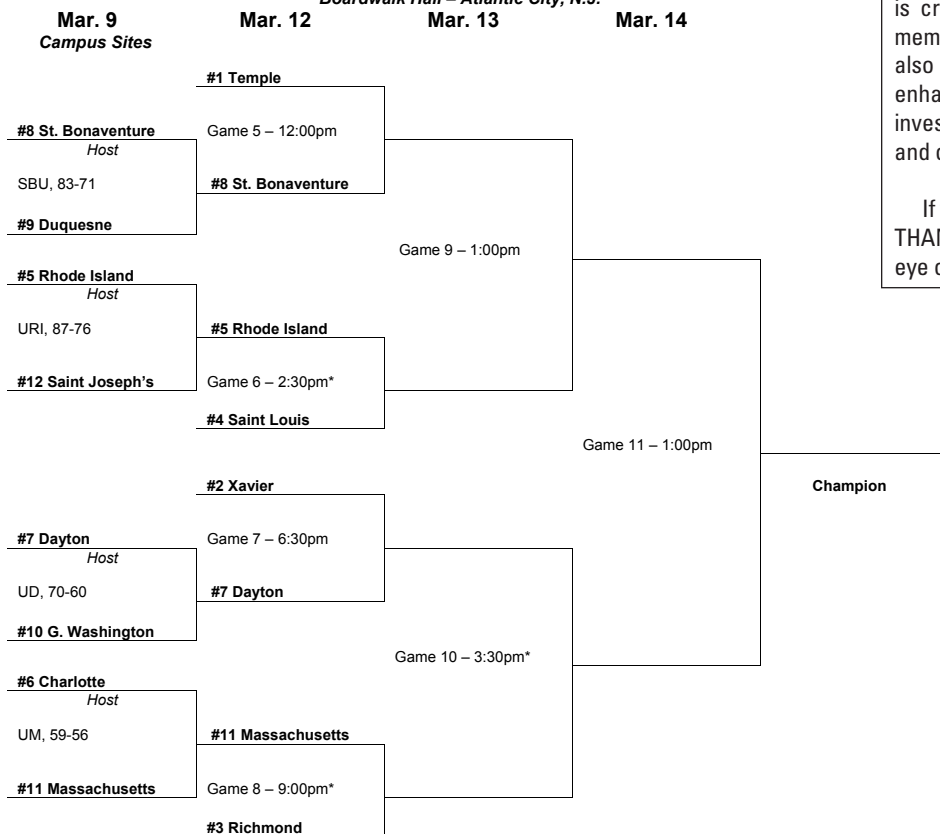 Boardwalk Hall – Atlantic City, N.J.
Mar. 9 Mar. 12 Mar. 13 Mar. 14
Campus Sites
#1 Temple
#8 St. Bonaventure
Host
Game 5 – 12:00pm
SBU, 83-71
#8 St. Bonaventure
#9 Duquesne
Game 9 – 1:00pm
#5 Rhode Island
Host
URI, 87-76
#5 Rhode Island
#12 Saint Joseph's
Game 6 – 2:30pm*
#4 Saint Louis
Game 11 – 1:00pm
#2 Xavier
Champion
#7 Dayton
Host
Game 7 – 6:30pm
UD, 70-60
#7 Dayton
#10 G. Washington
Game 10 – 3:30pm*
#6 Charlotte
Host
UM, 59-56
#11 Massachusetts
#11 Massachusetts
Game 8 – 9:00pm*
#3 Richmond
is
also
and
If
eye